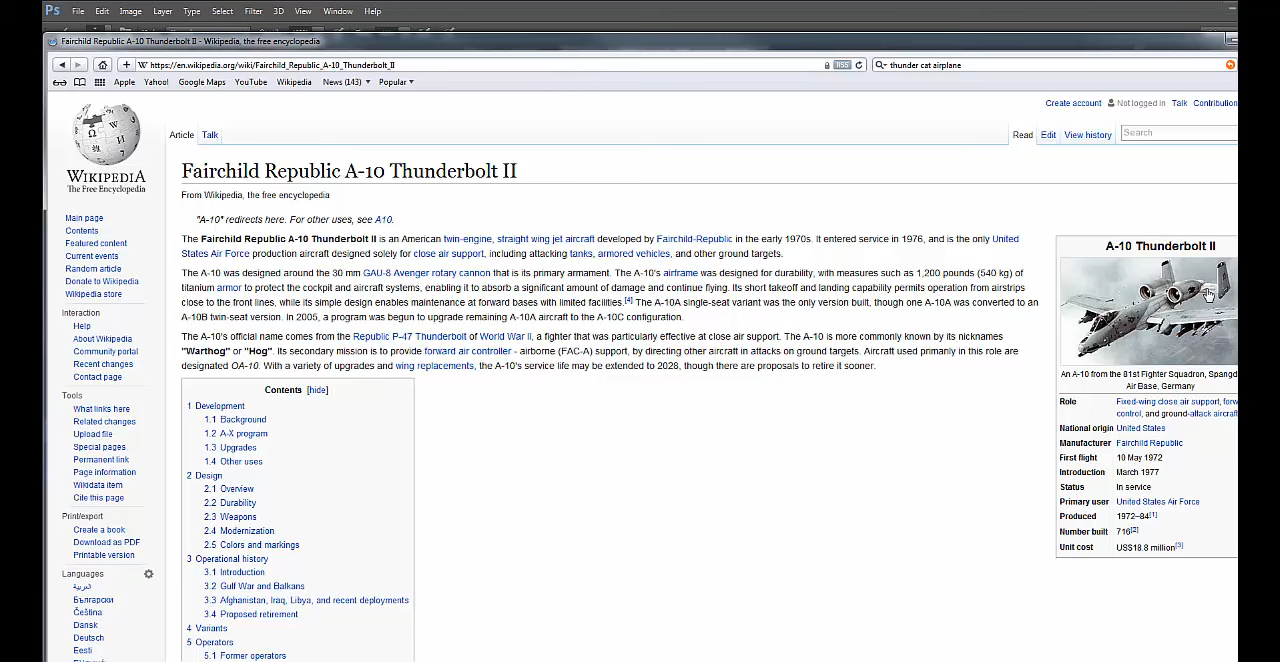 Ps File Edit Image Layer Type Select Filter 3D View Window Help
Fairchild Republic A-10 Thunderbolt II - Wikipedia, the free encyclopedia
https://en.wikipedia.org/wiki/Fairchild_Republic_A-10_Thunderbolt_II RSS thunder cat airplane
Apple Yahoo! Google Maps YouTube Wikipedia News (143) Popular
Create account Not logged in Talk Contribution
Article Talk Read Edit View history Search
WIKIPEDIA
The Free Encyclopedia
Main page
Contents
Featured content
Current events
Random article
Donate to Wikipedia
Wikipedia store
Interaction
Help
About Wikipedia
Community portal
Recent changes
Contact page
Tools
What links here
Related changes
Upload file
Special pages
Permanent link
Page information
Wikidata item
Cite this page
Print/export
Create a book
Download as PDF
Printable version
Languages
العربية
Български
Čeština
Dansk
Deutsch
Eesti
Fairchild Republic A-10 Thunderbolt II
From Wikipedia, the free encyclopedia
"A-10" redirects here. For other uses, see A10.
The Fairchild Republic A-10 Thunderbolt II is an American twin-engine, straight wing jet aircraft developed by Fairchild-Republic in the early 1970s. It entered service in 1976, and is the only United
States Air Force production aircraft designed solely for close air support, including attacking tanks, armored vehicles, and other ground targets.
The A-10 was designed around the 30 mm GAU-8 Avenger rotary cannon that is its primary armament. The A-10's airframe was designed for durability, with measures such as 1,200 pounds (540 kg) of
titanium armor to protect the cockpit and aircraft systems, enabling it to absorb a significant amount of damage and continue flying. Its short takeoff and landing capability permits operation from airstrips
close to the front lines, while its simple design enables maintenance at forward bases with limited facilities.[4] The A-10A single-seat variant was the only version built, though one A-10A was converted to an
A-10B twin-seat version. In 2005, a program was begun to upgrade remaining A-10A aircraft to the A-10C configuration.
The A-10's official name comes from the Republic P-47 Thunderbolt of World War II, a fighter that was particularly effective at close air support. The A-10 is more commonly known by its nicknames
"Warthog" or "Hog". Its secondary mission is to provide forward air controller - airborne (FAC-A) support, by directing other aircraft in attacks on ground targets. Aircraft used primarily in this role are
designated OA-10. With a variety of upgrades and wing replacements, the A-10's service life may be extended to 2028, though there are proposals to retire it sooner.
Contents [hide]
1 Development
1.1 Background
1.2 A-X program
1.3 Upgrades
1.4 Other uses
2 Design
2.1 Overview
2.2 Durability
2.3 Weapons
2.4 Modernization
2.5 Colors and markings
3 Operational history
3.1 Introduction
3.2 Gulf War and Balkans
3.3 Afghanistan, Iraq, Libya, and recent deployments
3.4 Proposed retirement
4 Variants
5 Operators
5.1 Former operators
A-10 Thunderbolt II
An A-10 from the 81st Fighter Squadron, Spangd
Air Base, Germany
Role Fixed-wing close air support, forw
control, and ground-attack aircraf
National origin United States
Manufacturer Fairchild Republic
First flight 10 May 1972
Introduction March 1977
Status In service
Primary user United States Air Force
Produced 1972–84[1]
Number built 716[2]
Unit cost US$18.8 million[3]